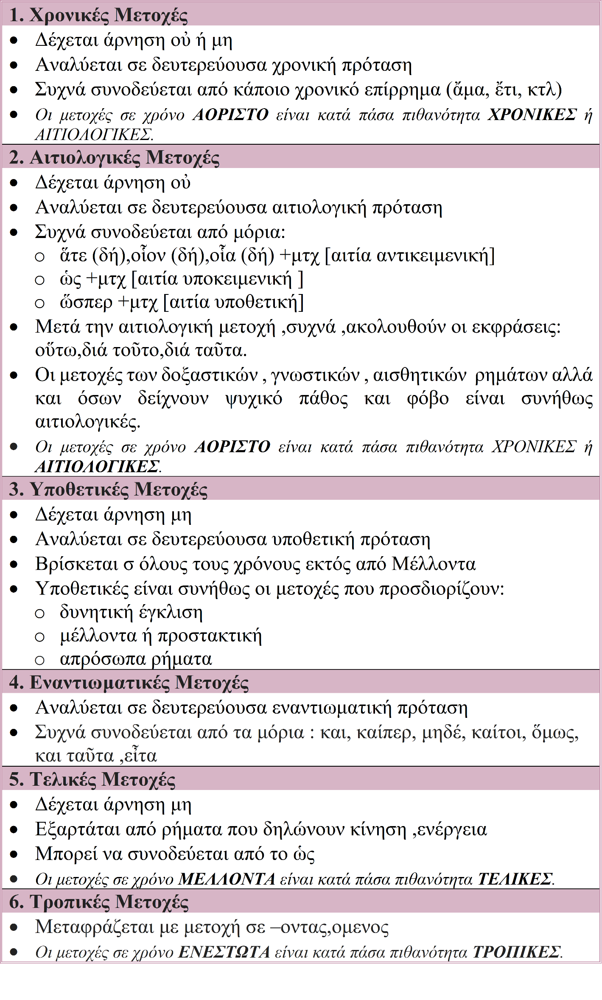 1. Χρονικές Μετοχές
• Δέχεται άρνηση οὐ ή μη
• Αναλύεται σε δευτερεύουσα χρονική πρόταση
• Συχνά συνοδεύεται από κάποιο χρονικό επίρρημα (ἄμα, ἔτι, κτλ)
• Οι μετοχές σε χρόνο ΑΟΡΙΣΤΟ είναι κατά πάσα πιθανότητα ΧΡΟΝΙΚΕΣ ή
ΑΙΤΙΟΛΟΓΙΚΕΣ.
2. Αιτιολογικές Μετοχές
• Δέχεται άρνηση οὐ
• Αναλύεται σε δευτερεύουσα αιτιολογική πρόταση
• Συχνά συνοδεύεται από μόρια:
o ἅτε (δή),οἷον (δή),οἷα (δή) +μτχ [αιτία αντικειμενική]
o ὡς +μτχ [αιτία υποκειμενική ]
o ὥσπερ +μτχ [αιτία υποθετική]
• Μετά την αιτιολογική μετοχή ,συχνά ,ακολουθούν οι εκφράσεις:
οὕτω,διά τοῦτο,διά ταῦτα.
• Οι μετοχές των δοξαστικών , γνωστικών , αισθητικών ρημάτων αλλά
και όσων δείχνουν ψυχικό πάθος και φόβο είναι συνήθως
αιτιολογικές.
• Οι μετοχές σε χρόνο ΑΟΡΙΣΤΟ είναι κατά πάσα πιθανότητα ΧΡΟΝΙΚΕΣ ή
ΑΙΤΙΟΛΟΓΙΚΕΣ.
3. Υποθετικές Μετοχές
• Δέχεται άρνηση μη
• Αναλύεται σε δευτερεύουσα υποθετική πρόταση
• Βρίσκεται σ όλους τους χρόνους εκτός από Μέλλοντα
• Υποθετικές είναι συνήθως οι μετοχές που προσδιορίζουν:
o δυνητική έγκλιση
o μέλλοντα ή προστακτική
o απρόσωπα ρήματα
4. Εναντιωματικές Μετοχές
• Αναλύεται σε δευτερεύουσα εναντιωματική πρόταση
• Συχνά συνοδεύεται από τα μόρια : και, καίπερ, μηδέ, καίτοι, ὅμως,
και ταῦτα ,εἶτα
5. Τελικές Μετοχές
• Δέχεται άρνηση μη
• Εξαρτάται από ρήματα που δηλώνουν κίνηση ,ενέργεια
• Μπορεί να συνοδεύεται από το ὡς
• Οι μετοχές σε χρόνο ΜΕΛΛΟΝΤΑ είναι κατά πάσα πιθανότητα ΤΕΛΙΚΕΣ.
6. Τροπικές Μετοχές
• Μεταφράζεται με μετοχή σε –οντας,ομενος
• Οι μετοχές σε χρόνο ΕΝΕΣΤΩΤΑ είναι κατά πάσα πιθανότητα ΤΡΟΠΙΚΕΣ.